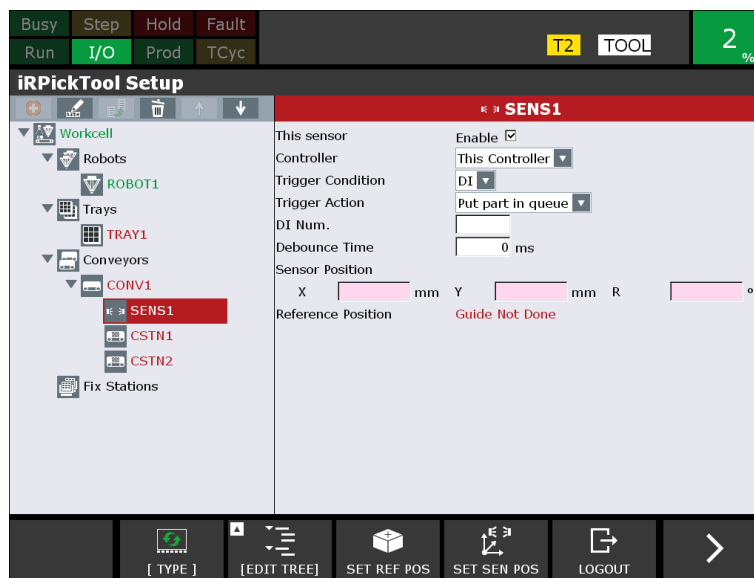 Busy Step Hold Fault
Run I/O Prod TCyc T2 TOOL 2 %
iRPickTool Setup
SENS1
Workcell
Robots
ROBOT1
Trays
TRAY1
Conveyors
CONV1
SENS1
CSTN1
CSTN2
Fix Stations
This sensor Enable
Controller This Controller
Trigger Condition DI
Trigger Action Put part in queue
DI Num.
Debounce Time 0 ms
Sensor Position
X mm Y mm R °
Reference Position Guide Not Done
[ TYPE ] [EDIT TREE] SET REF POS SET SEN POS LOGOUT